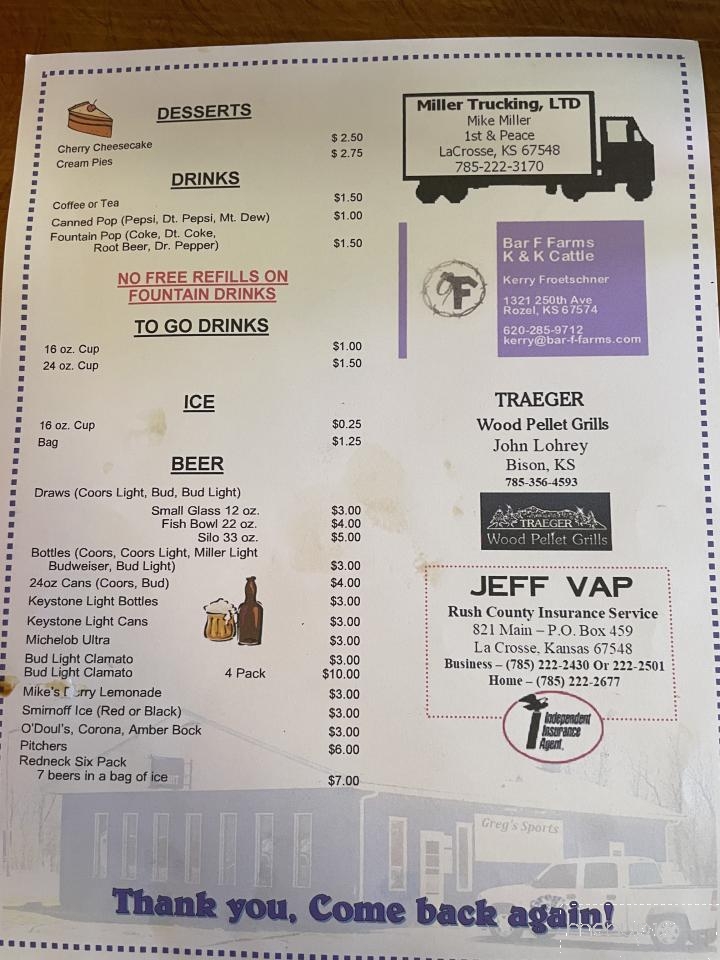 DESSERTS
Cherry Cheesecake $ 2.50
Cream Pies $ 2.75
DRINKS
Coffee or Tea $1.50
Canned Pop (Pepsi, Dt. Pepsi, Mt. Dew) $1.00
Fountain Pop (Coke, Dt. Coke,
Root Beer, Dr. Pepper) $1.50
NO FREE REFILLS ON
FOUNTAIN DRINKS
TO GO DRINKS
16 oz. Cup $1.00
24 oz. Cup $1.50
ICE
16 oz. Cup $0.25
Bag $1.25
BEER
Draws (Coors Light, Bud, Bud Light)
Small Glass 12 oz. $3.00
Fish Bowl 22 oz. $4.00
Silo 33 oz. $5.00
Bottles (Coors, Coors Light, Miller Light
Budweiser, Bud Light) $3.00
24oz Cans (Coors, Bud) $4.00
Keystone Light Bottles $3.00
Keystone Light Cans $3.00
Michelob Ultra $3.00
Bud Light Clamato $3.00
Bud Light Clamato 4 Pack $10.00
Mike's Lemonade $3.00
Smirnoff Ice (Red or Black) $3.00
O'Doul's, Corona, Amber Bock $3.00
Pitchers $6.00
Redneck Six Pack
7 beers in a bag of ice $7.00
Miller Trucking, LTD
Mike Miller
1st & Peace
LaCrosse, KS 67548
785-222-3170
F
Bar F Farms
K & K Cattle
Kerry Froetschner
1321 250th Ave
Rozel, KS 67574
620-285-9712
kerry@bar-f-farms.com
TRAEGER
Wood Pellet Grills
John Lohrey
Bison, KS
785-356-4593
TRAEGER
Wood Pellet Grills
JEFF VAP
Rush County Insurance Service
821 Main – P.O. Box 459
La Crosse, Kansas 67548
Business – (785) 222-2430 Or 222-2501
Home – (785) 222-2677
Independent
Insurance
Agent
Greg's Sports
Thank you, Come back again!